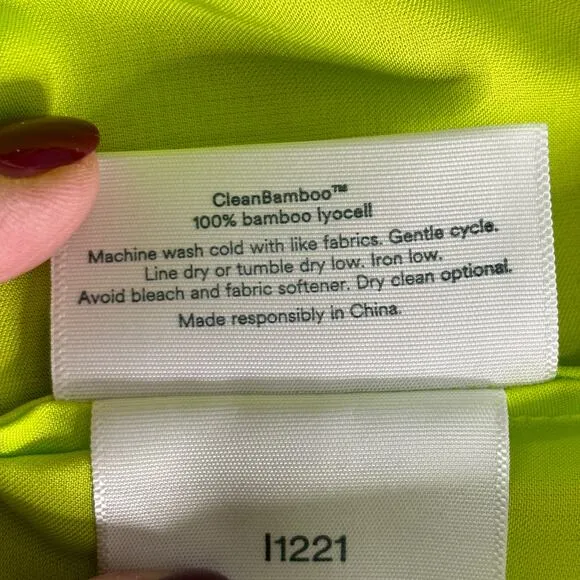 CleanBamboo™
100% bamboo lyocell
Machine wash cold with like fabrics. Gentle cycle.
Line dry or tumble dry low. Iron low.
Avoid bleach and fabric softener. Dry clean optional.
Made responsibly in China.
I1221